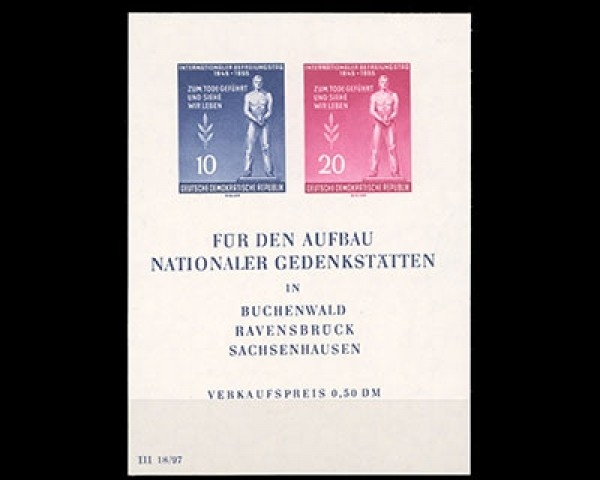 INTERNATIONALER BEFREIUNGSTAG
1945 - 1955
ZUM TODE GEFÜHRT
UND SIEHE
WIR LEBEN
10
DEUTSCHE DEMOKRATISCHE REPUBLIK
INTERNATIONALER BEFREIUNGSTAG
1945 - 1955
ZUM TODE GEFÜHRT
UND SIEHE
WIR LEBEN
20
DEUTSCHE DEMOKRATISCHE REPUBLIK
FÜR DEN AUFBAU
NATIONALER GEDENKSTÄTTEN
IN
BUCHENWALD
RAVENSBRÜCK
SACHSENHAUSEN
VERKAUFSPREIS 0,50 DM
III 18/97